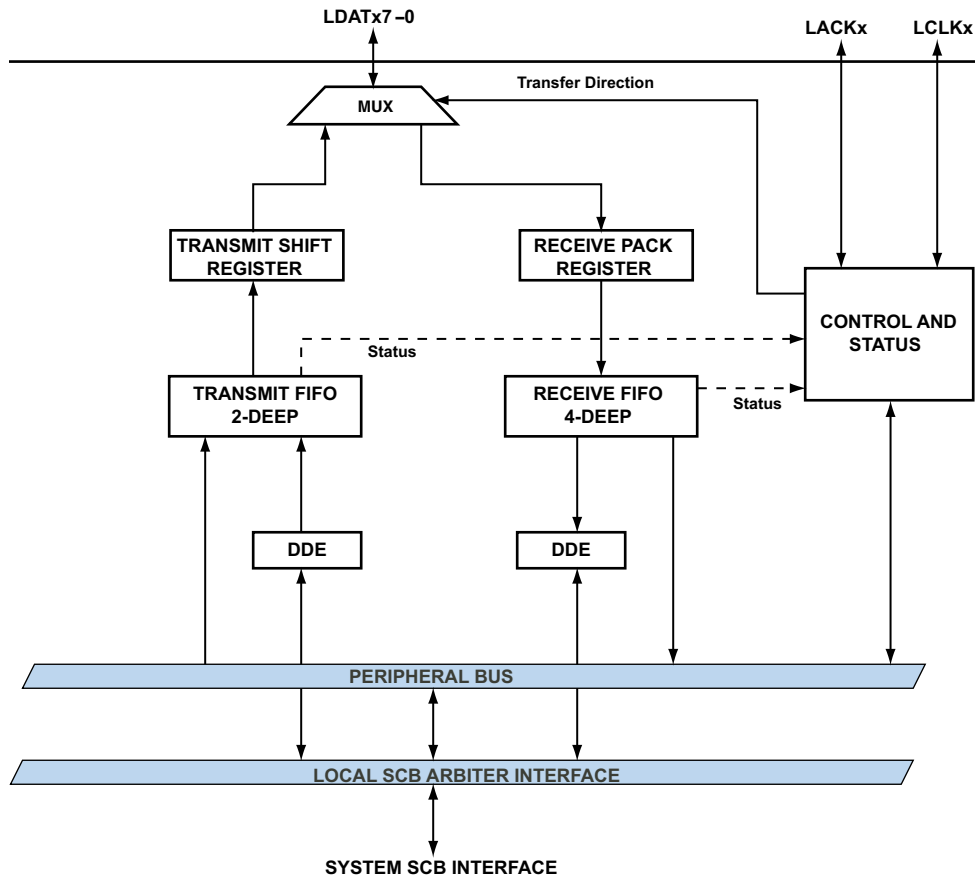 LDATx7–0
LACKx
LCLKx
Transfer Direction
MUX
TRANSMIT SHIFT
REGISTER
RECEIVE PACK
REGISTER
CONTROL AND
STATUS
Status
TRANSMIT FIFO
2-DEEP
RECEIVE FIFO
4-DEEP
Status
DDE
DDE
PERIPHERAL BUS
LOCAL SCB ARBITER INTERFACE
SYSTEM SCB INTERFACE